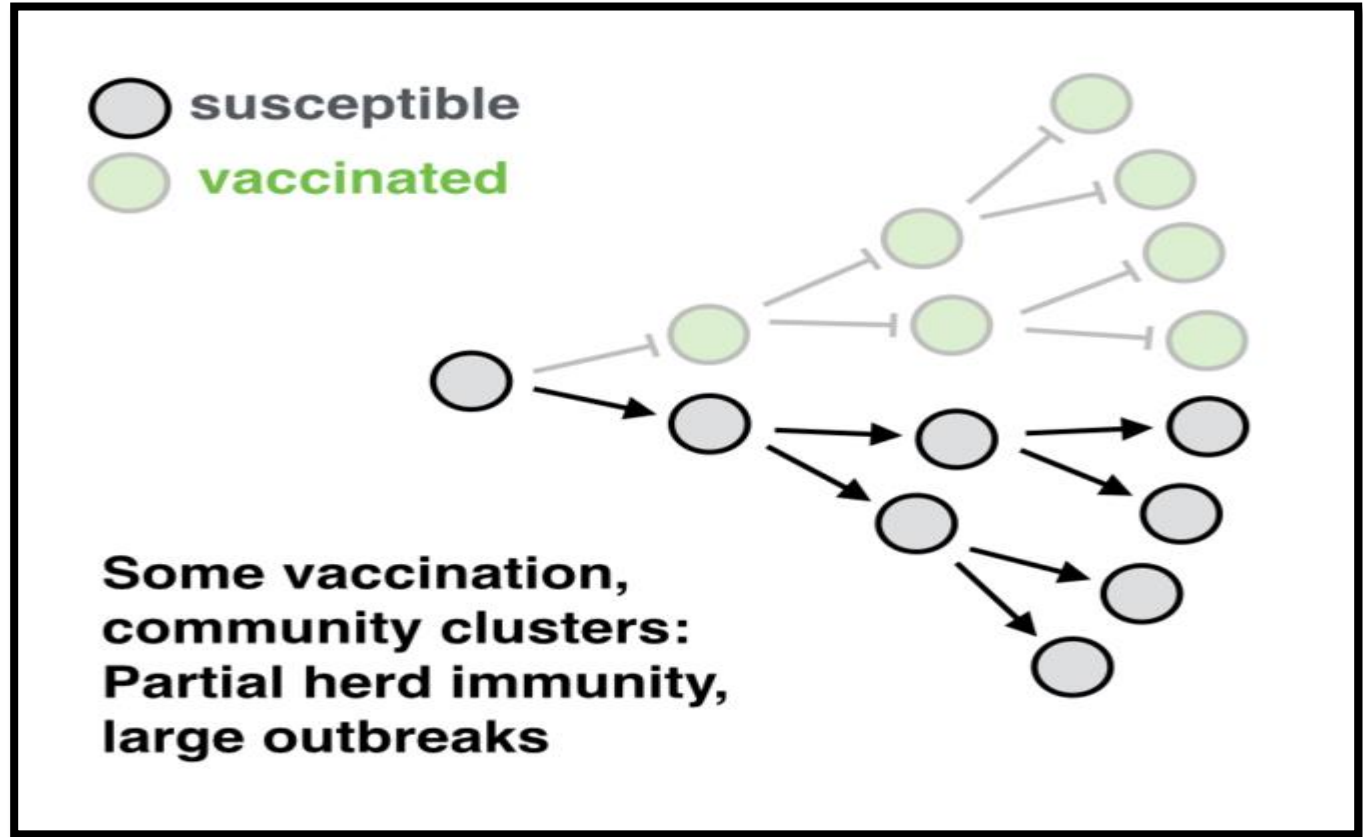 susceptible
vaccinated
Some vaccination,
community clusters:
Partial herd immunity,
large outbreaks